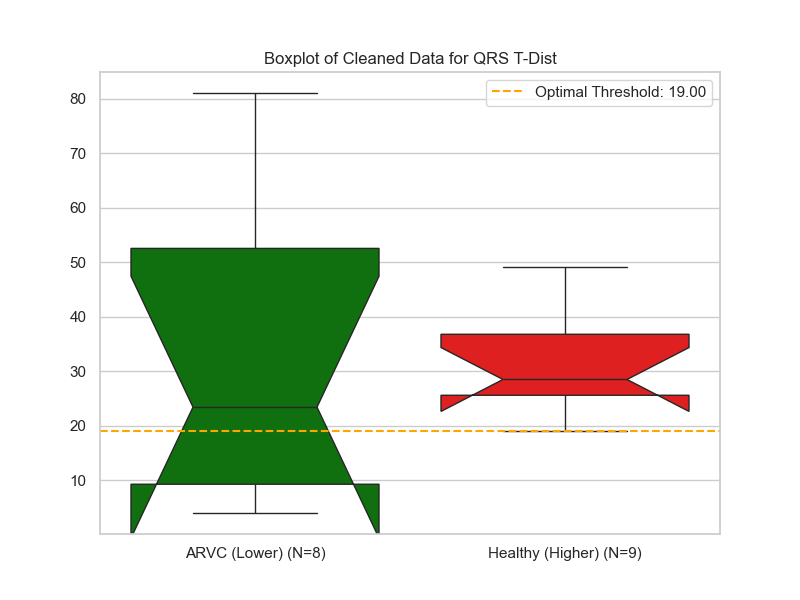 Boxplot of Cleaned Data for QRS T-Dist
Optimal Threshold: 19.00
80
70
60
50
40
30
20
10
ARVC (Lower) (N=8)
Healthy (Higher) (N=9)